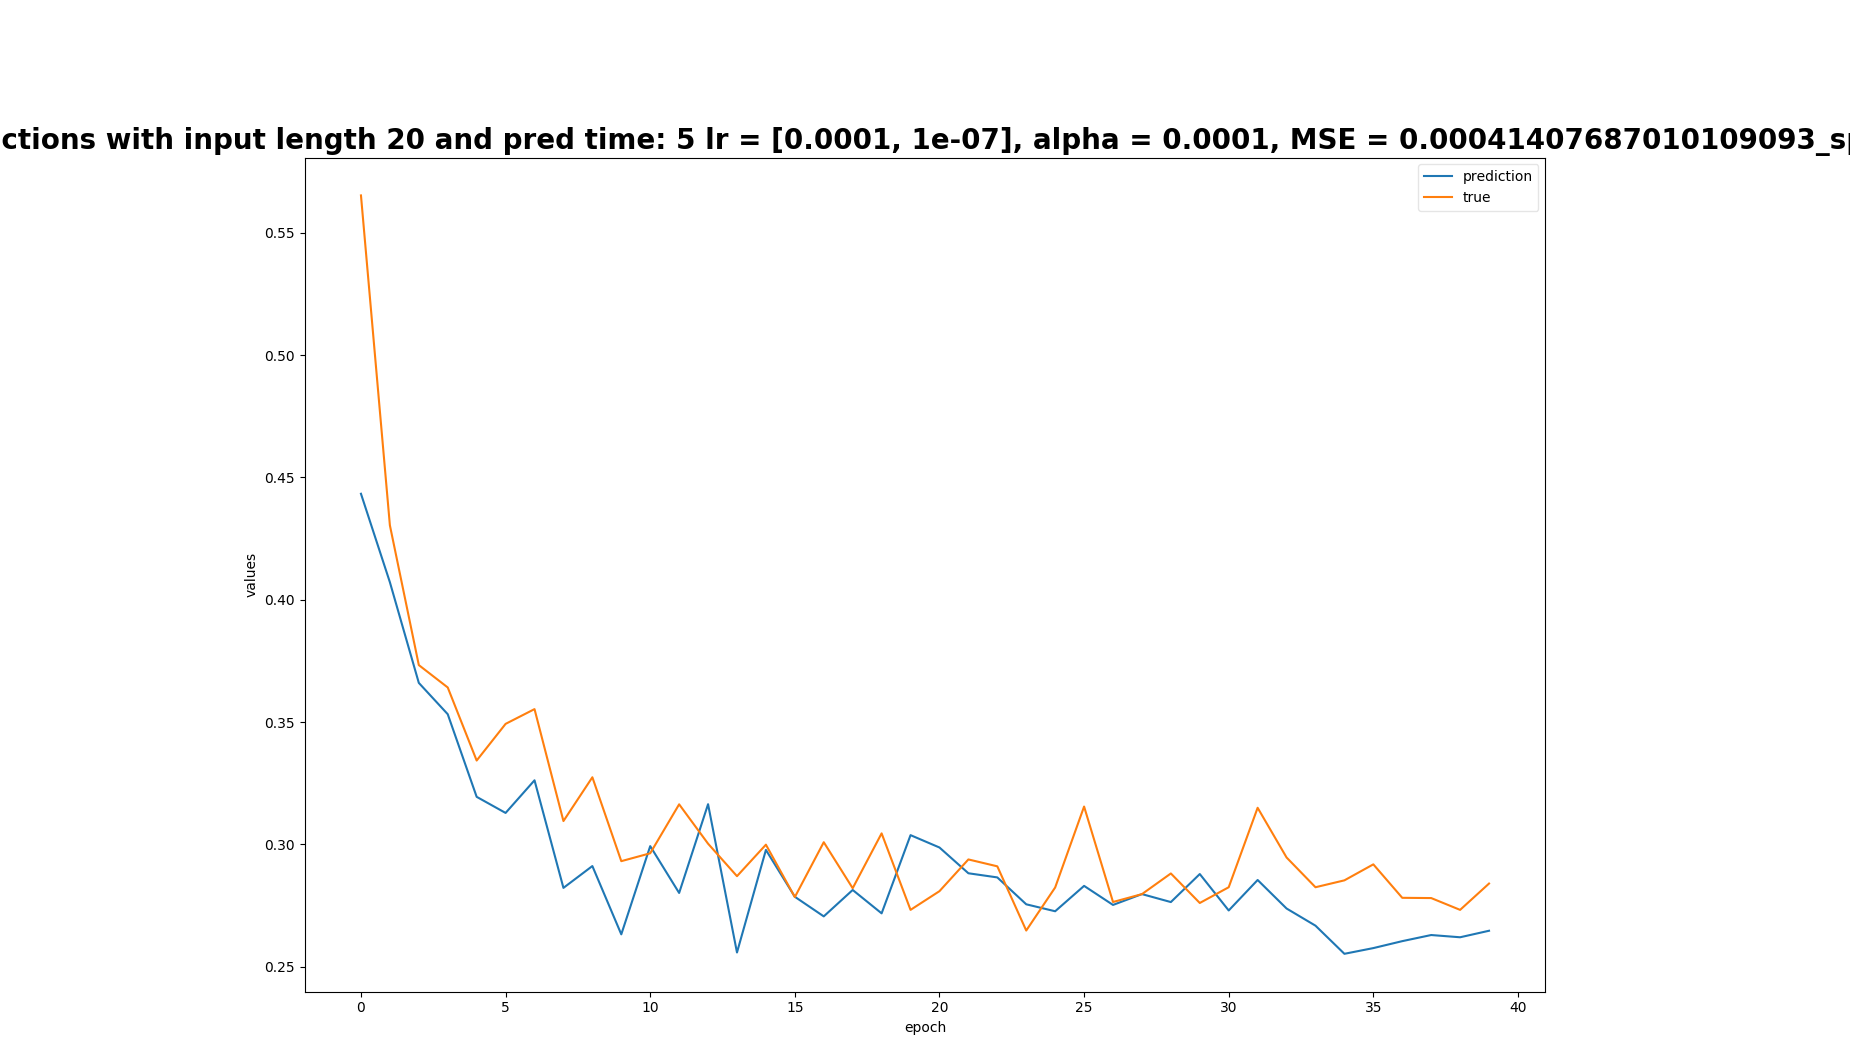 ctions with input length 20 and pred time: 5 lr = [0.0001, 1e-07], alpha = 0.0001, MSE = 0.00041407687010109093_sp
prediction
true
0.55
0.50
0.45
0.40
0.35
0.30
0.25
values
0 5 10 15 20 25 30 35 40
epoch